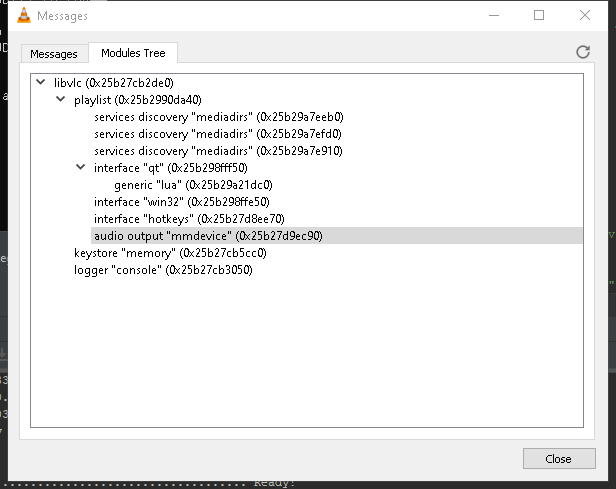 Messages
Messages
Modules Tree
libvlc (0x25b27cb2de0)
playlist (0x25b2990da40)
services discovery "mediadirs" (0x25b29a7eeb0)
services discovery "mediadirs" (0x25b29a7efd0)
services discovery "mediadirs" (0x25b29a7e910)
interface "qt" (0x25b298fff50)
generic "lua" (0x25b29a21dc0)
interface "win32" (0x25b298ffe50)
interface "hotkeys" (0x25b27d8ee70)
audio output "mmdevice" (0x25b27d9ec90)
keystore "memory" (0x25b27cb5cc0)
logger "console" (0x25b27cb3050)
Close
Ready!